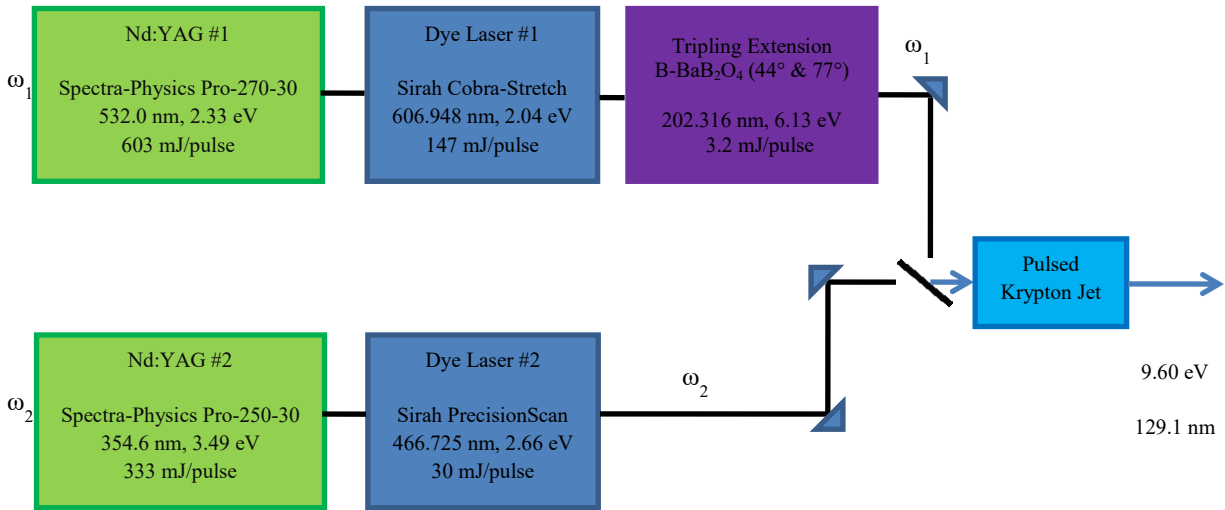 Nd:YAG #1
Spectra-Physics Pro-270-30
532.0 nm, 2.33 eV
603 mJ/pulse
ω₁
Dye Laser #1
Sirah Cobra-Stretch
606.948 nm, 2.04 eV
147 mJ/pulse
Tripling Extension
B-BaB₂O₄ (44° & 77°)
202.316 nm, 6.13 eV
3.2 mJ/pulse
ω₁
Pulsed
Krypton Jet
Nd:YAG #2
Spectra-Physics Pro-250-30
354.6 nm, 3.49 eV
333 mJ/pulse
ω₂
Dye Laser #2
Sirah PrecisionScan
466.725 nm, 2.66 eV
30 mJ/pulse
ω₂
9.60 eV
129.1 nm